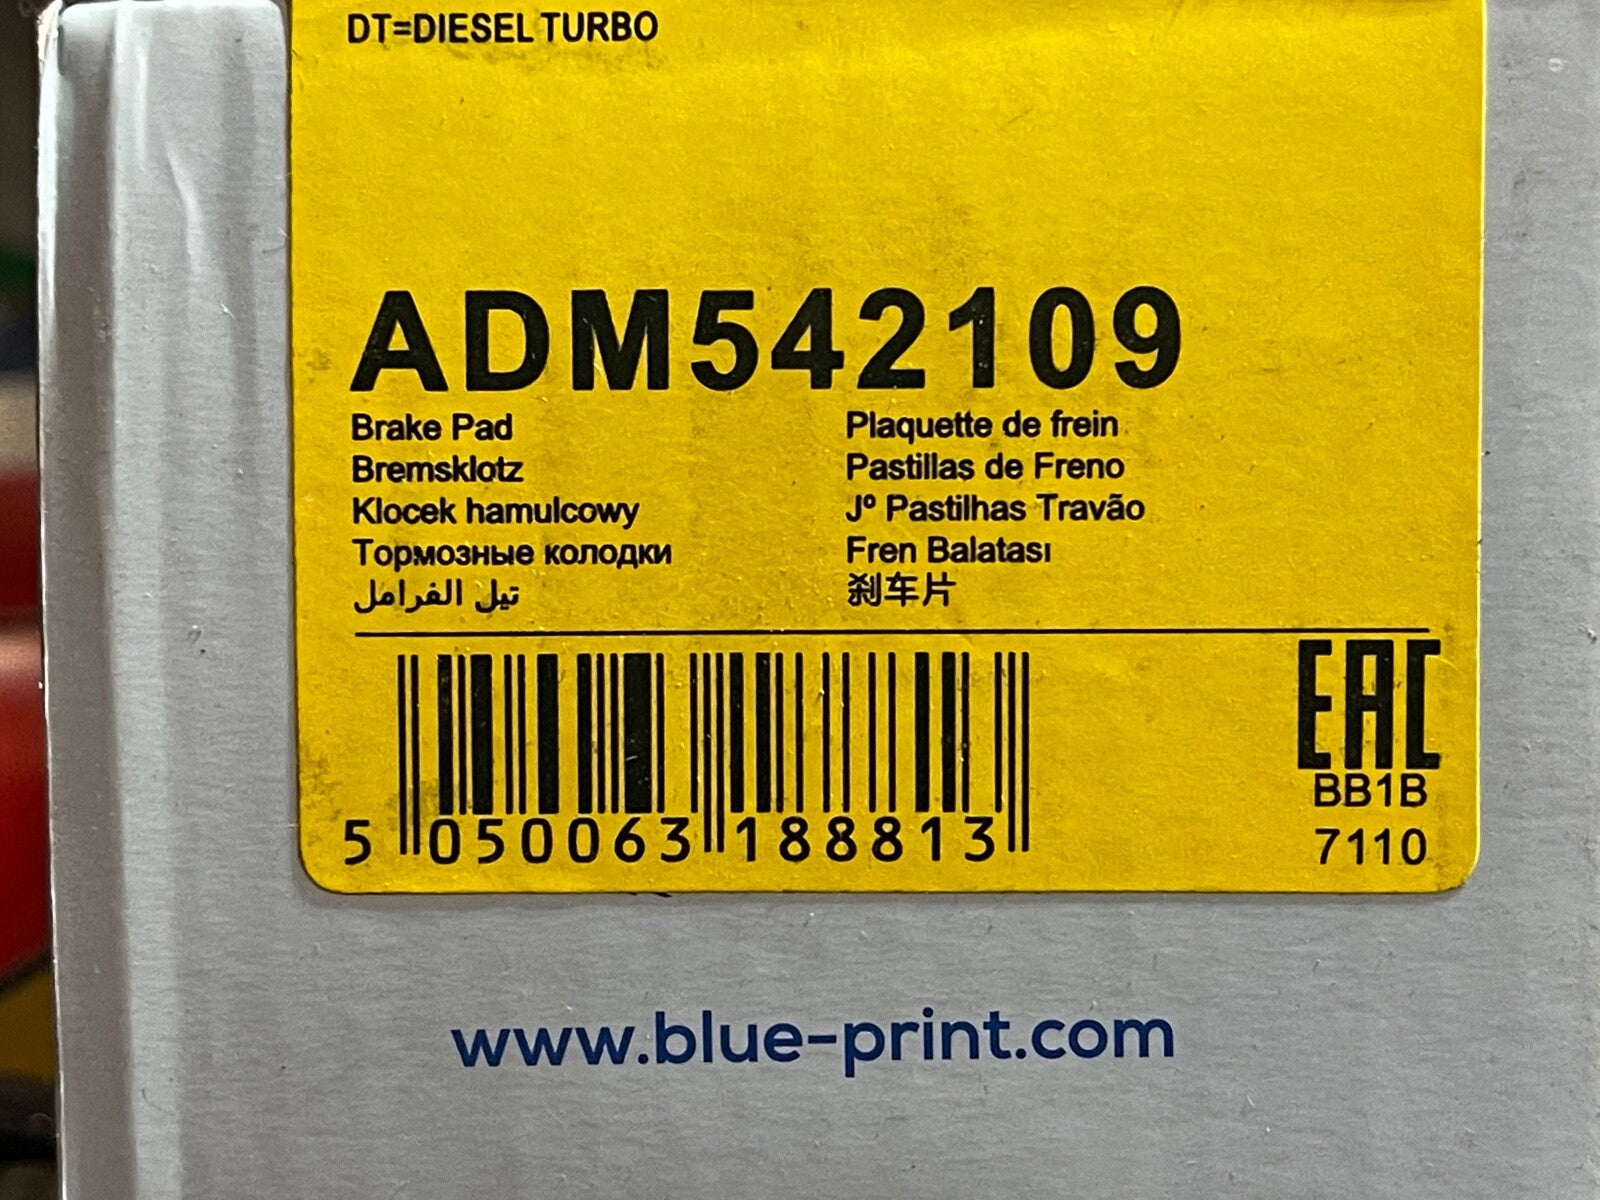 DT=DIESEL TURBO
ADM542109
Brake Pad
Bremsklotz
Klocek hamulcowy
Тормозные колодки
تيل الفرامل
Plaquette de frein
Pastillas de Freno
Jº Pastilhas Travão
Fren Balatası
刹车片
EAC
BB1B
7110
5 050063 188813
www.blue-print.com